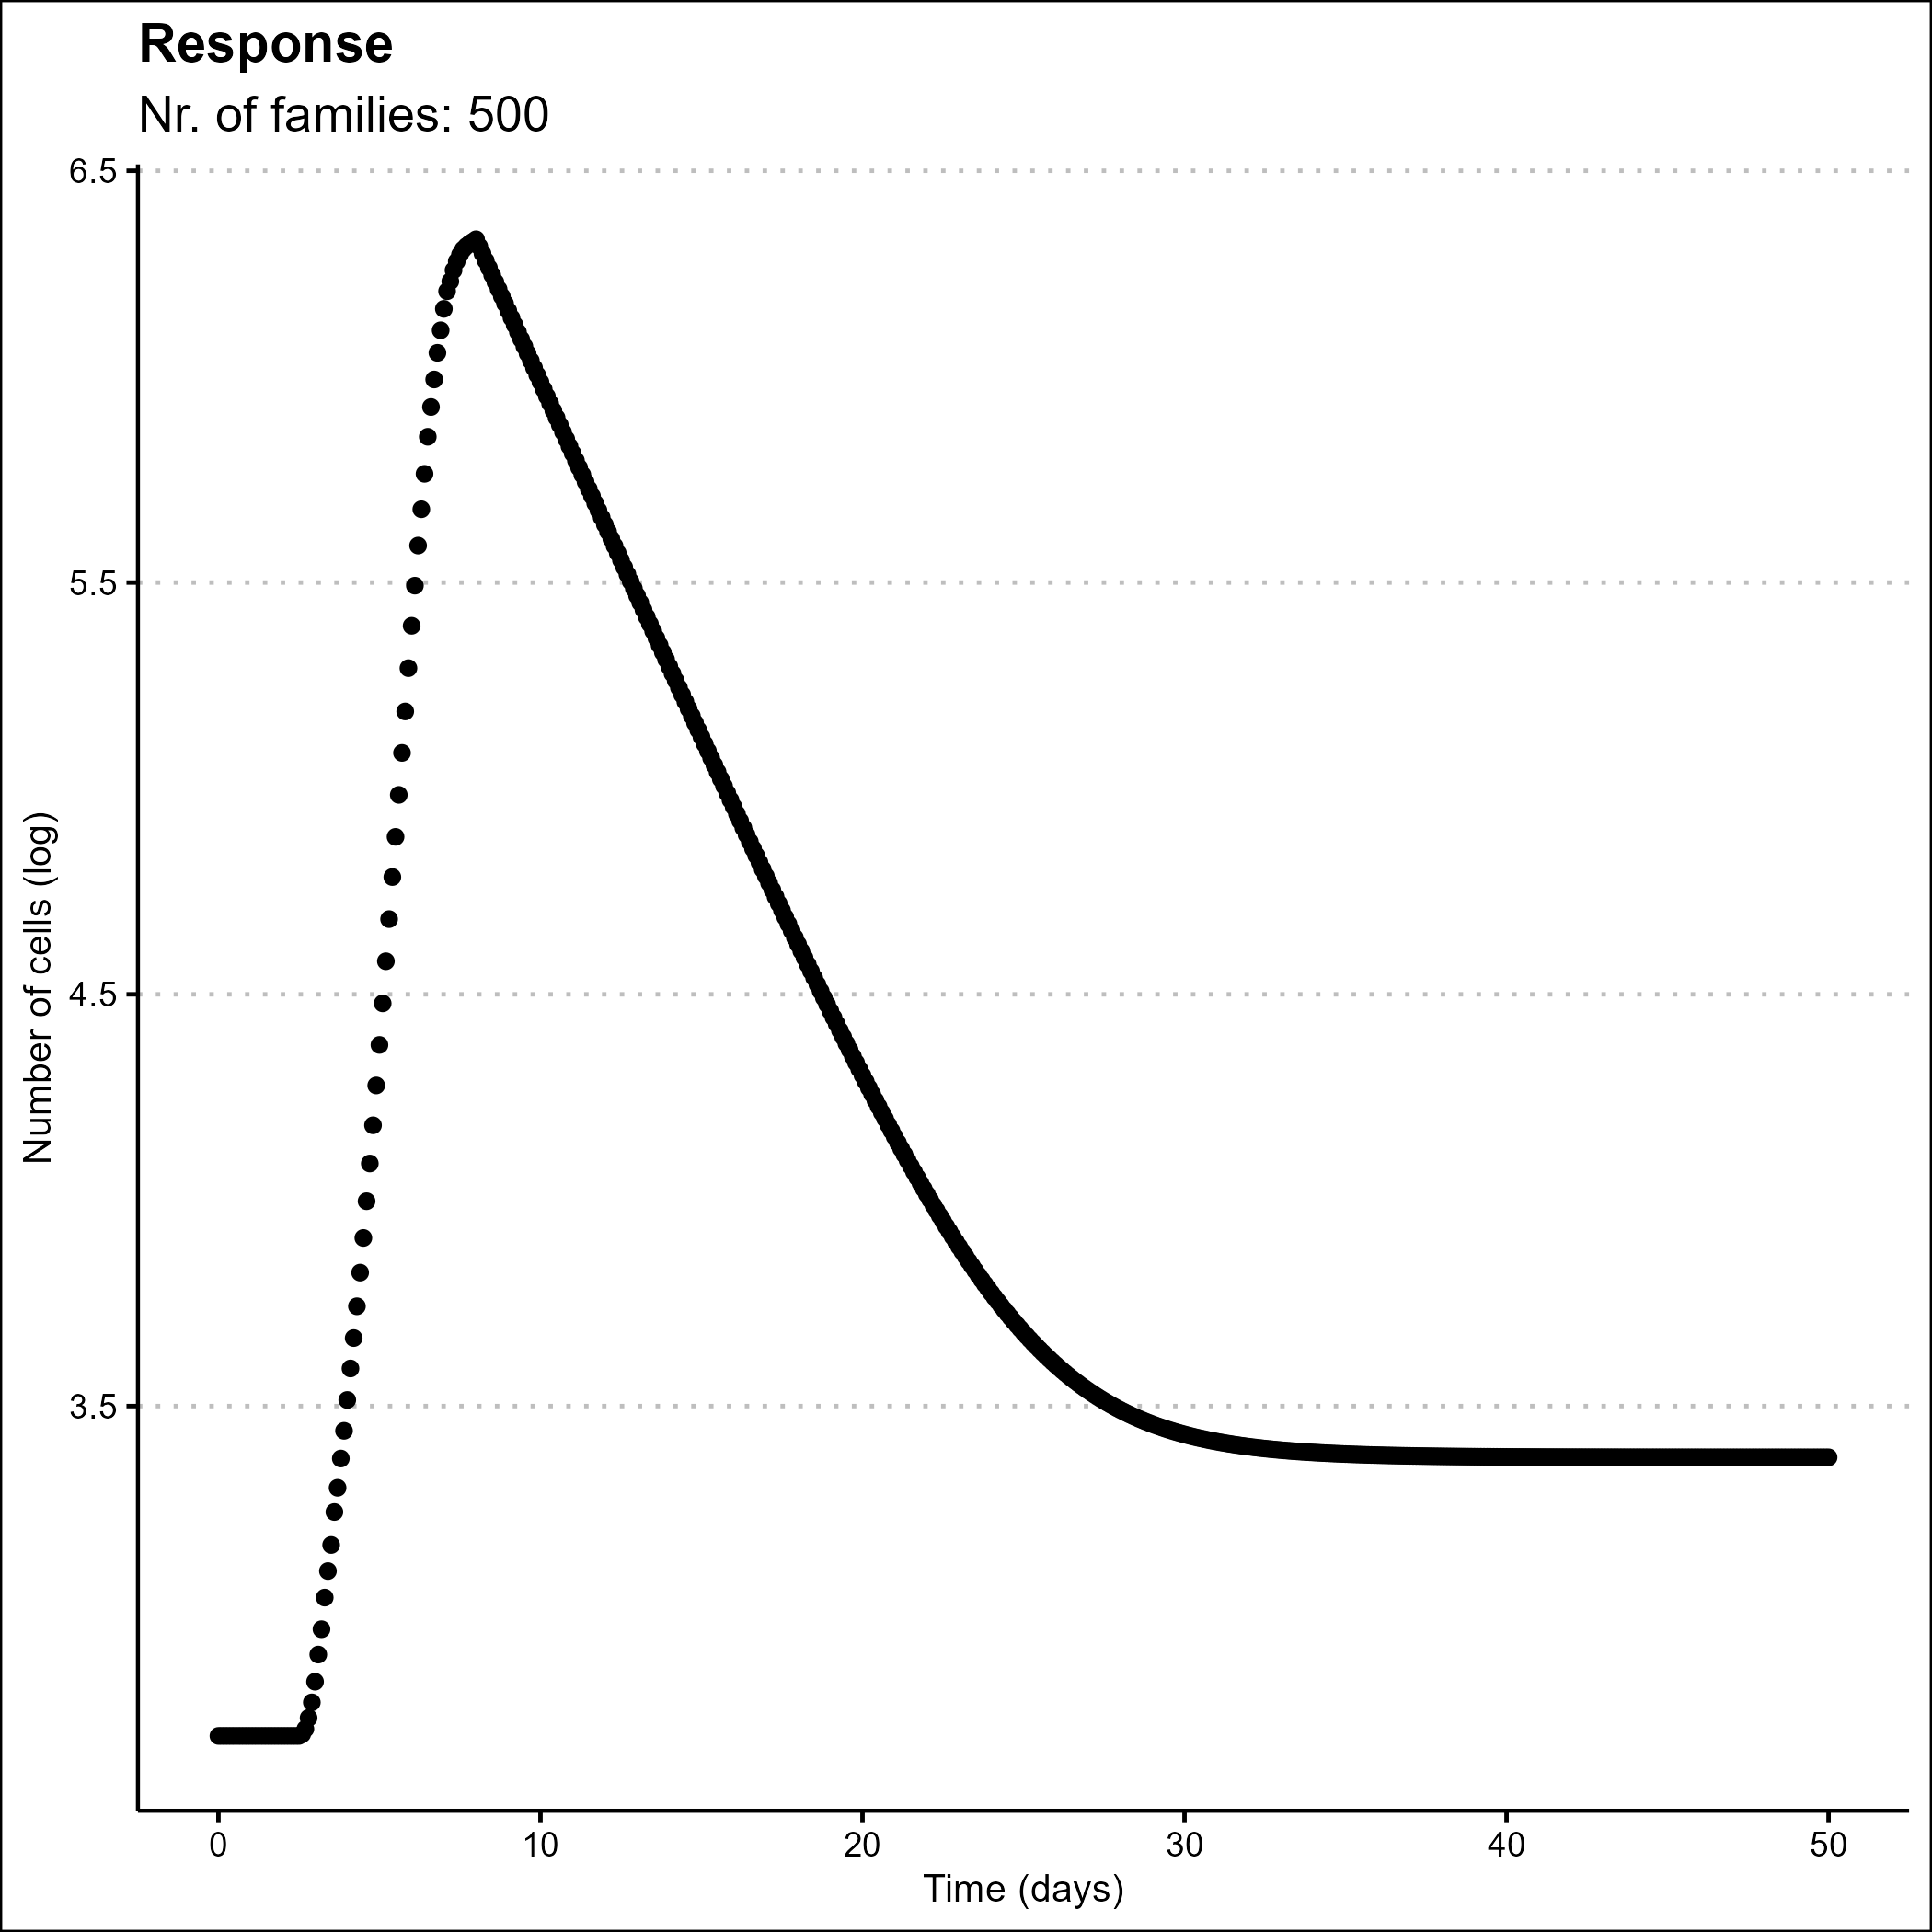 Response
Nr. of families: 500
6.5
5.5
4.5
3.5
Number of cells (log)
0 10 20 30 40 50
Time (days)